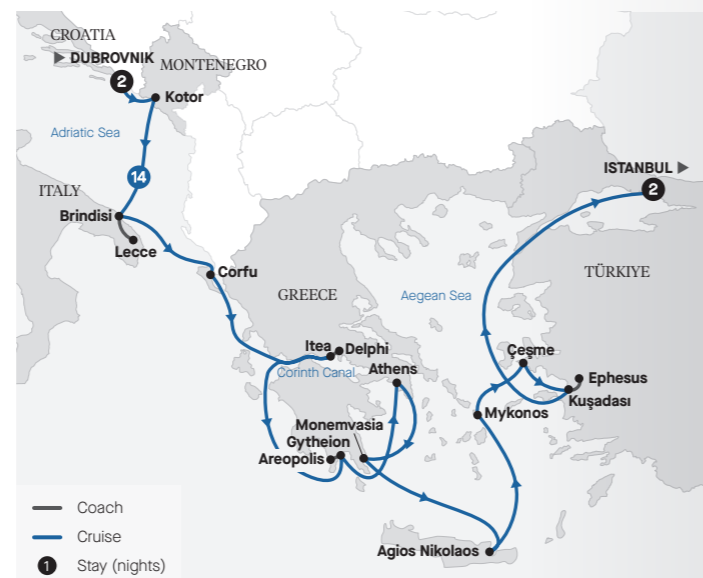 CROATIA
DUBROVNIK
2
MONTENEGRO
Kotor
Adriatic Sea
14
ISTANBUL
2
ITALY
Brindisi
Lecce
Corfu
TÜRKIYE
GREECE
Aegean Sea
Itea
Delphi
Corinth Canal
Athens
Çeşme
Ephesus
Kuşadası
Mykonos
Monemvasia
Gytheion
Areopolis
Agios Nikolaos
Coach
Cruise
1 Stay (nights)